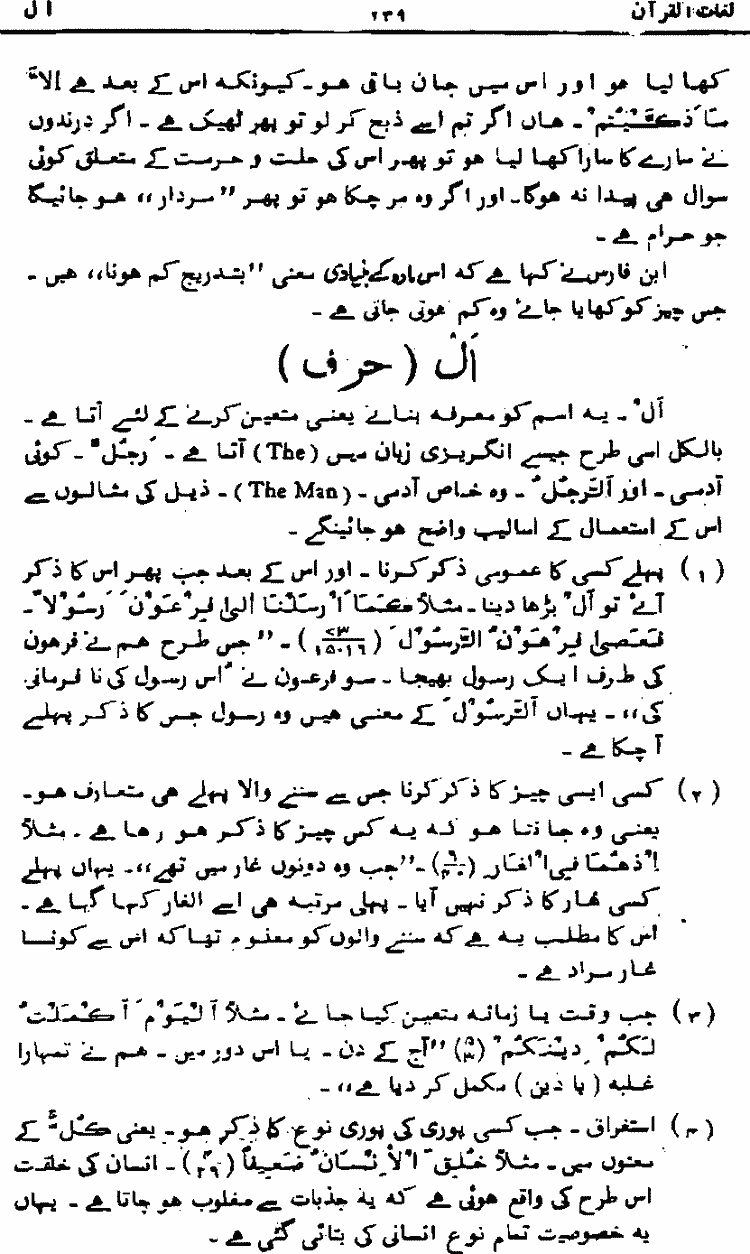 لغات القرآن ۲۳۹ ا ل
کھا لیا ہو اور اس میں جان باقی ہو۔ کیونکہ اس کے بعد ہے اِلاَّ
مَا ذَکَّیْتُمْ۔ ہاں اگر تم اسے ذبح کر لو تو پھر ٹھیک ہے۔ اگر درندوں
نے سارے کا سارا کھا لیا ہو تو پھر اس کی حلت و حرمت کے متعلق کوئی
سوال ہی پیدا نہ ہوگا۔ اور اگر وہ مر چکا ہو تو پھر ”مردار“ ہو جائیگا
جو حرام ہے۔
ابن فارس نے کہا ہے کہ اس مادہ کے بنیادی معنی ”بتدریج کم ہونا“ ہیں۔
جس چیز کو کھایا جائے وہ کم ہوتی جاتی ہے۔
اَلْ (حرف)
اَلْ۔ یہ اسم کو معرفہ بنانے یعنی متعین کرنے کے لئے آتا ہے۔
بالکل اسی طرح جیسے انگریزی زبان میں (The) آتا ہے۔ رَجُلٌ۔ کوئی
آدمی۔ اور اَلرَّجُلُ۔ وہ خاص آدمی۔ (The Man)۔ ذیل کی مثالوں سے
اس کے استعمال کے اسالیب واضح ہو جائینگے۔
(۱) پہلے کسی کا عمومی ذکر کرنا۔ اور اس کے بعد جب پھر اس کا ذکر
آئے تو اَلْ بڑھا دینا۔ مثلاً کَمَا اَرْسَلْنَا اِلٰی فِرْعَوْنَ رَسُوْلاً۔
فَعَصٰی فِرْعَوْنُ الرَّسُوْلَ (۷۳/۱۵-۱۶)۔ ”جس طرح ہم نے فرعون
کی طرف ایک رسول بھیجا۔ سو فرعون نے اس رسول کی نا فرمانی
کی“۔ یہاں اَلرَّسُوْلَ کے معنی ہیں وہ رسول جس کا ذکر پہلے
آ چکا ہے۔
(۲) کسی ایسی چیز کا ذکر کرنا جس سے سننے والا پہلے ہی متعارف ہو۔
یعنی وہ جانتا ہو کہ یہ کس چیز کا ذکر ہو رہا ہے۔ مثلاً
اِذْ ھُمَا فِی الْغَارِ (۹/۴۰)۔ ”جب وہ دونوں غار میں تھے“۔ یہاں پہلے
کسی غار کا ذکر نہیں آیا۔ پہلی مرتبہ ہی اسے الغار کہا گیا ہے۔
اس کا مطلب یہ ہے کہ سننے والوں کو معلوم تھا کہ اس سے کونسا
غار مراد ہے۔
(۳) جب وقت یا زمانہ متعین کیا جائے۔ مثلاً اَلْیَوْمَ اَکْمَلْتُ
لَکُمْ دِیْنَکُمْ (۵/۳) ”آج کے دن۔ یا اس دور میں۔ ہم نے تمہارا
غلبہ (یا دین) مکمل کر دیا ہے“۔
(۴) استغراق۔ جب کسی پوری کی پوری نوع کا ذکر ہو۔ یعنی کُلٌّ کے
معنوں میں۔ مثلاً خُلِقَ الْاِنْسَانُ ضَعِیْفًا (۴/۲۸)۔ انسان کی خلقت
اس طرح کی واقع ہوئی ہے کہ یہ جذبات سے مغلوب ہو جاتا ہے۔ یہاں
یہ خصوصیت تمام نوع انسانی کی بتائی گئی ہے۔